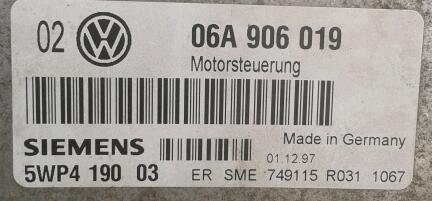 02 VW 06A 906 019
Motorsteuerung
SIEMENS Made in Germany
01.12.97
5WP4 190 03 ER SME 749115 R031 1067